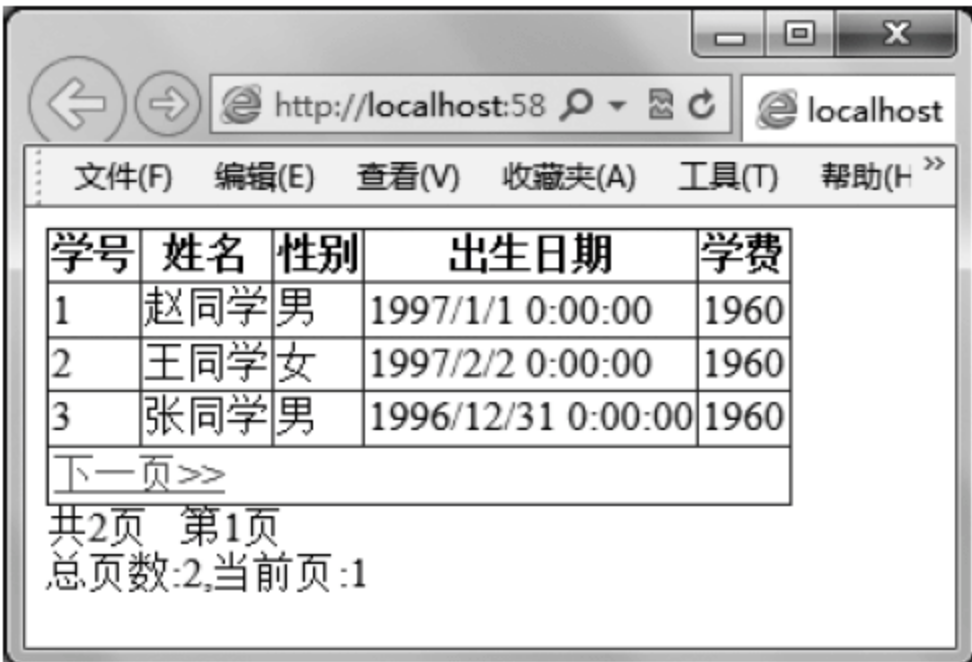 http://localhost:58 localhost
文件(F) 编辑(E) 查看(V) 收藏夹(A) 工具(T) 帮助(H »
学号 姓名 性别 出生日期 学费
1 赵同学 男 1997/1/1 0:00:00 1960
2 王同学 女 1997/2/2 0:00:00 1960
3 张同学 男 1996/12/31 0:00:00 1960
下一页>>
共2页 第1页
总页数:2,当前页:1